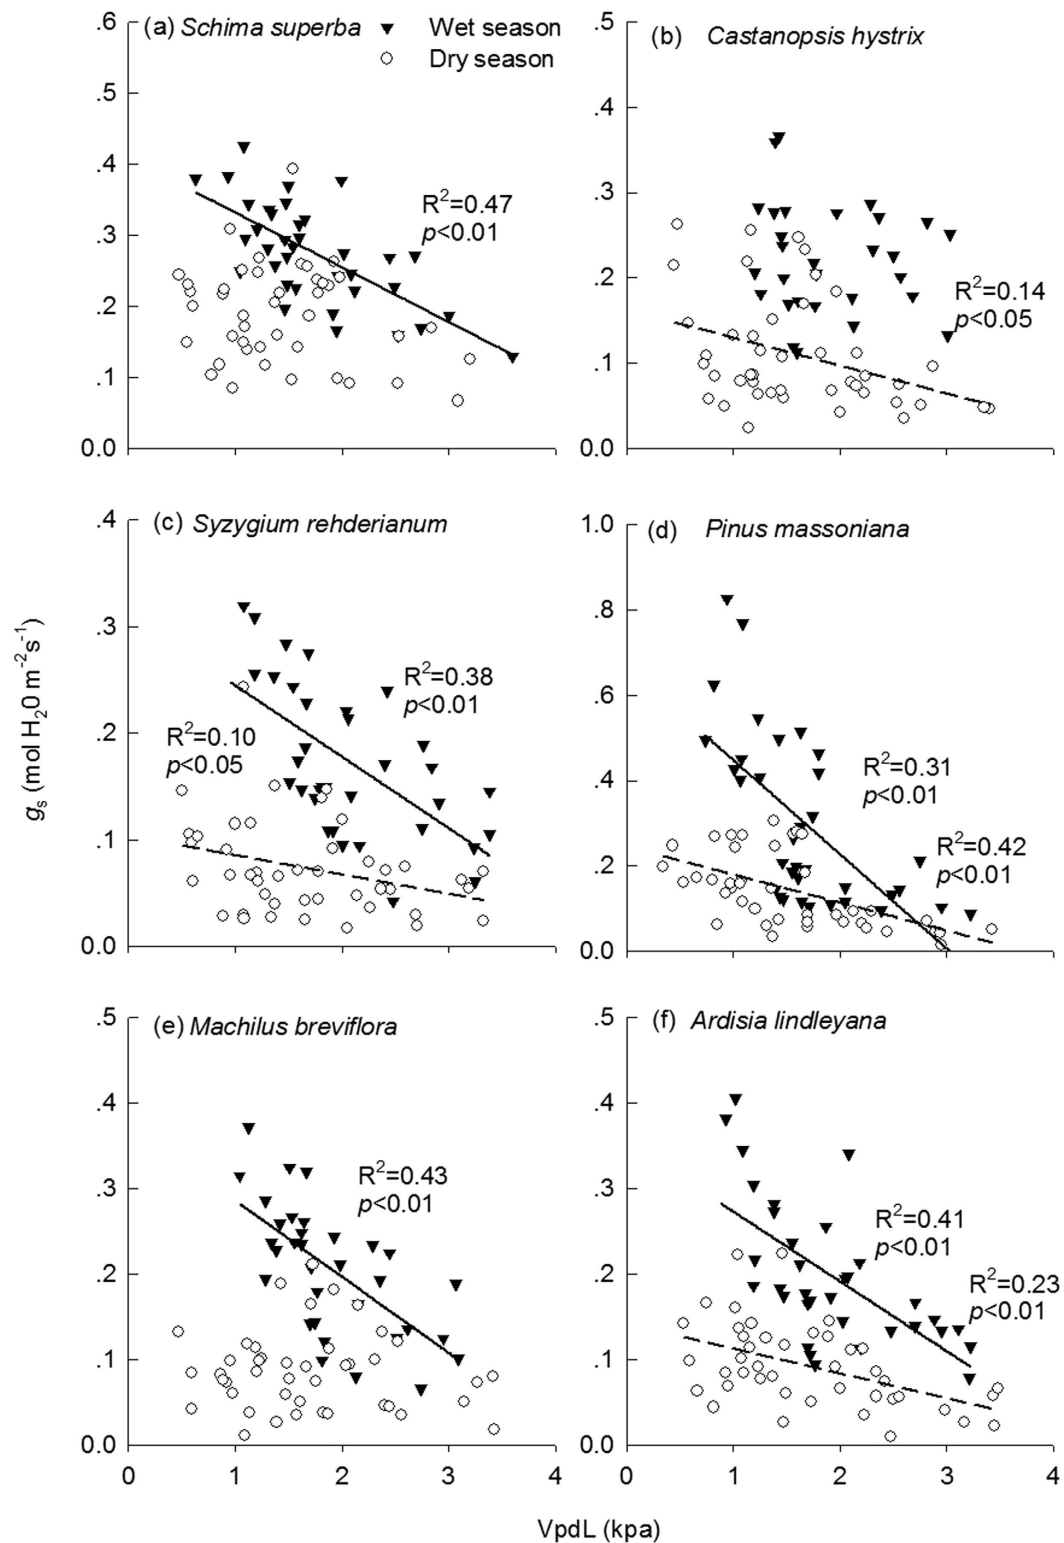 (a) Schima superba
Wet season
Dry season
.6
.5
.4
.3
.2
.1
0.0
R²=0.47
p<0.01
(b) Castanopsis hystrix
.5
.4
.3
.2
.1
0.0
R²=0.14
p<0.05
(c) Syzygium rehderianum
.4
.3
.2
.1
0.0
R²=0.38
p<0.01
R²=0.10
p<0.05
(d) Pinus massoniana
1.0
.8
.6
.4
.2
0.0
R²=0.31
p<0.01
R²=0.42
p<0.01
gs (mol H20 m⁻²s⁻¹)
(e) Machilus breviflora
.5
.4
.3
.2
.1
0.0
R²=0.43
p<0.01
0 1 2 3 4
(f) Ardisia lindleyana
.5
.4
.3
.2
.1
0.0
R²=0.41
p<0.01
R²=0.23
p<0.01
0 1 2 3 4
VpdL (kpa)